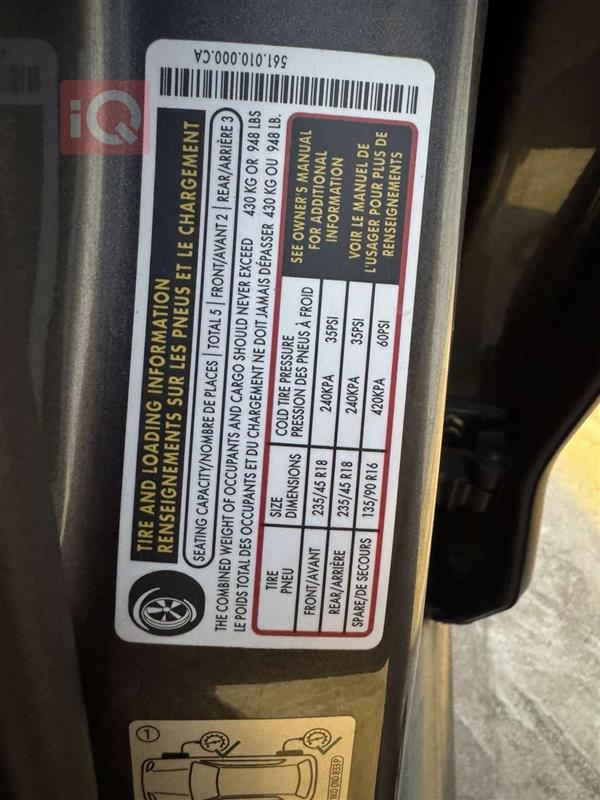 561.010.000.CA
iQ
TIRE AND LOADING INFORMATION
RENSEIGNEMENTS SUR LES PNEUS ET LE CHARGEMENT
SEATING CAPACITY/NOMBRE DE PLACES | TOTAL 5 | FRONT/AVANT 2 | REAR/ARRIÈRE 3
THE COMBINED WEIGHT OF OCCUPANTS AND CARGO SHOULD NEVER EXCEED 430 KG OR 948 LBS
LE POIDS TOTAL DES OCCUPANTS ET DU CHARGEMENT NE DOIT JAMAIS DÉPASSER 430 KG OU 948 LB.
TIRE SIZE COLD TIRE PRESSURE
PNEU DIMENSIONS PRESSION DES PNEUS À FROID
FRONT/AVANT 235/45 R18 240KPA 35PSI
REAR/ARRIÈRE 235/45 R18 240KPA 35PSI
SPARE/DE SECOURS 135/90 R16 420KPA 60PSI
SEE OWNER'S MANUAL
FOR ADDITIONAL
INFORMATION
VOIR LE MANUEL DE
L'USAGER POUR PLUS DE
RENSEIGNEMENTS
1
1K0 010 833 P